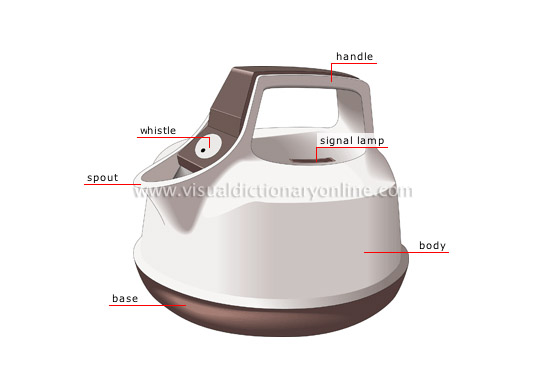 handle
whistle
signal lamp
spout
www.visualdictionaryonline.com
body
base